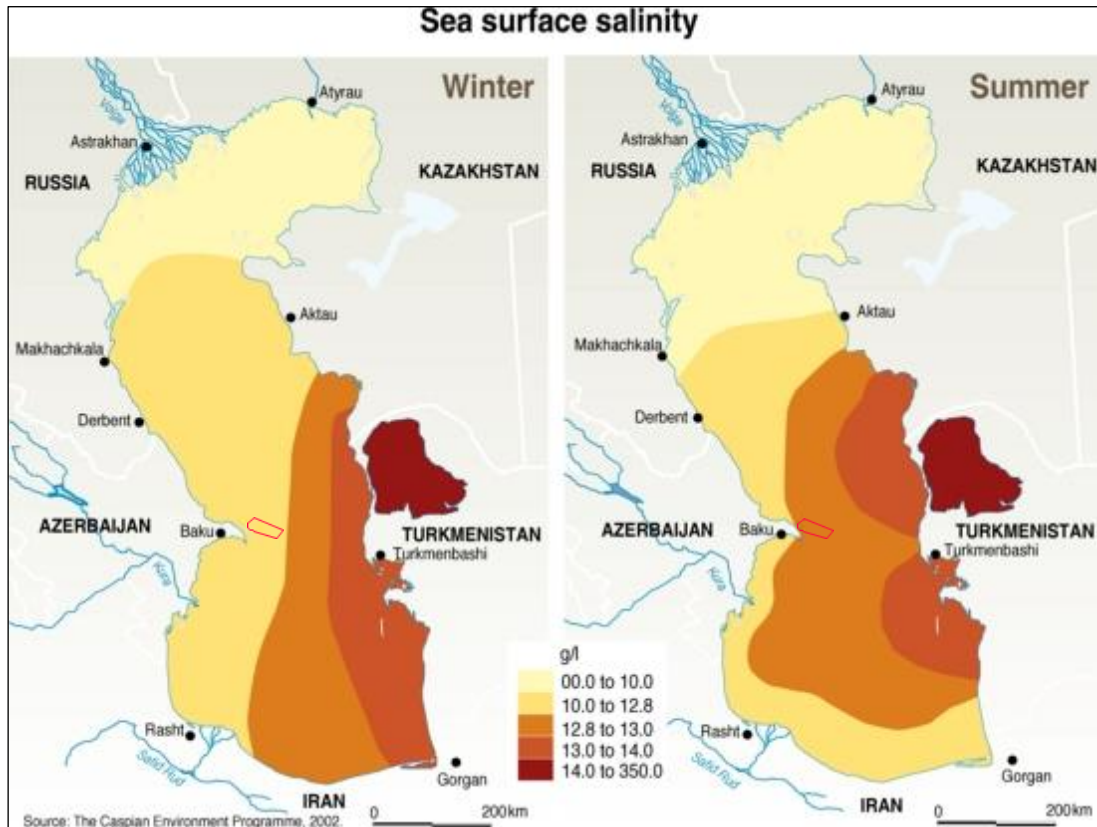 Sea surface salinity
Winter
Atyrau
Volga
Astrakhan
RUSSIA
KAZAKHSTAN
Aktau
Makhachkala
Derbent
AZERBAIJAN
Baku
TURKMENISTAN
Turkmenbashi
Kura
Rasht
Safid Rud
Gorgan
IRAN
0 200km
Source: The Caspian Environment Programme, 2002.
g/l
00.0 to 10.0
10.0 to 12.8
12.8 to 13.0
13.0 to 14.0
14.0 to 350.0
Summer
Atyrau
Volga
Astrakhan
RUSSIA
KAZAKHSTAN
Aktau
Makhachkala
Derbent
AZERBAIJAN
Baku
TURKMENISTAN
Turkmenbashi
Kura
Rasht
Safid Rud
Gorgan
IRAN
0 200km